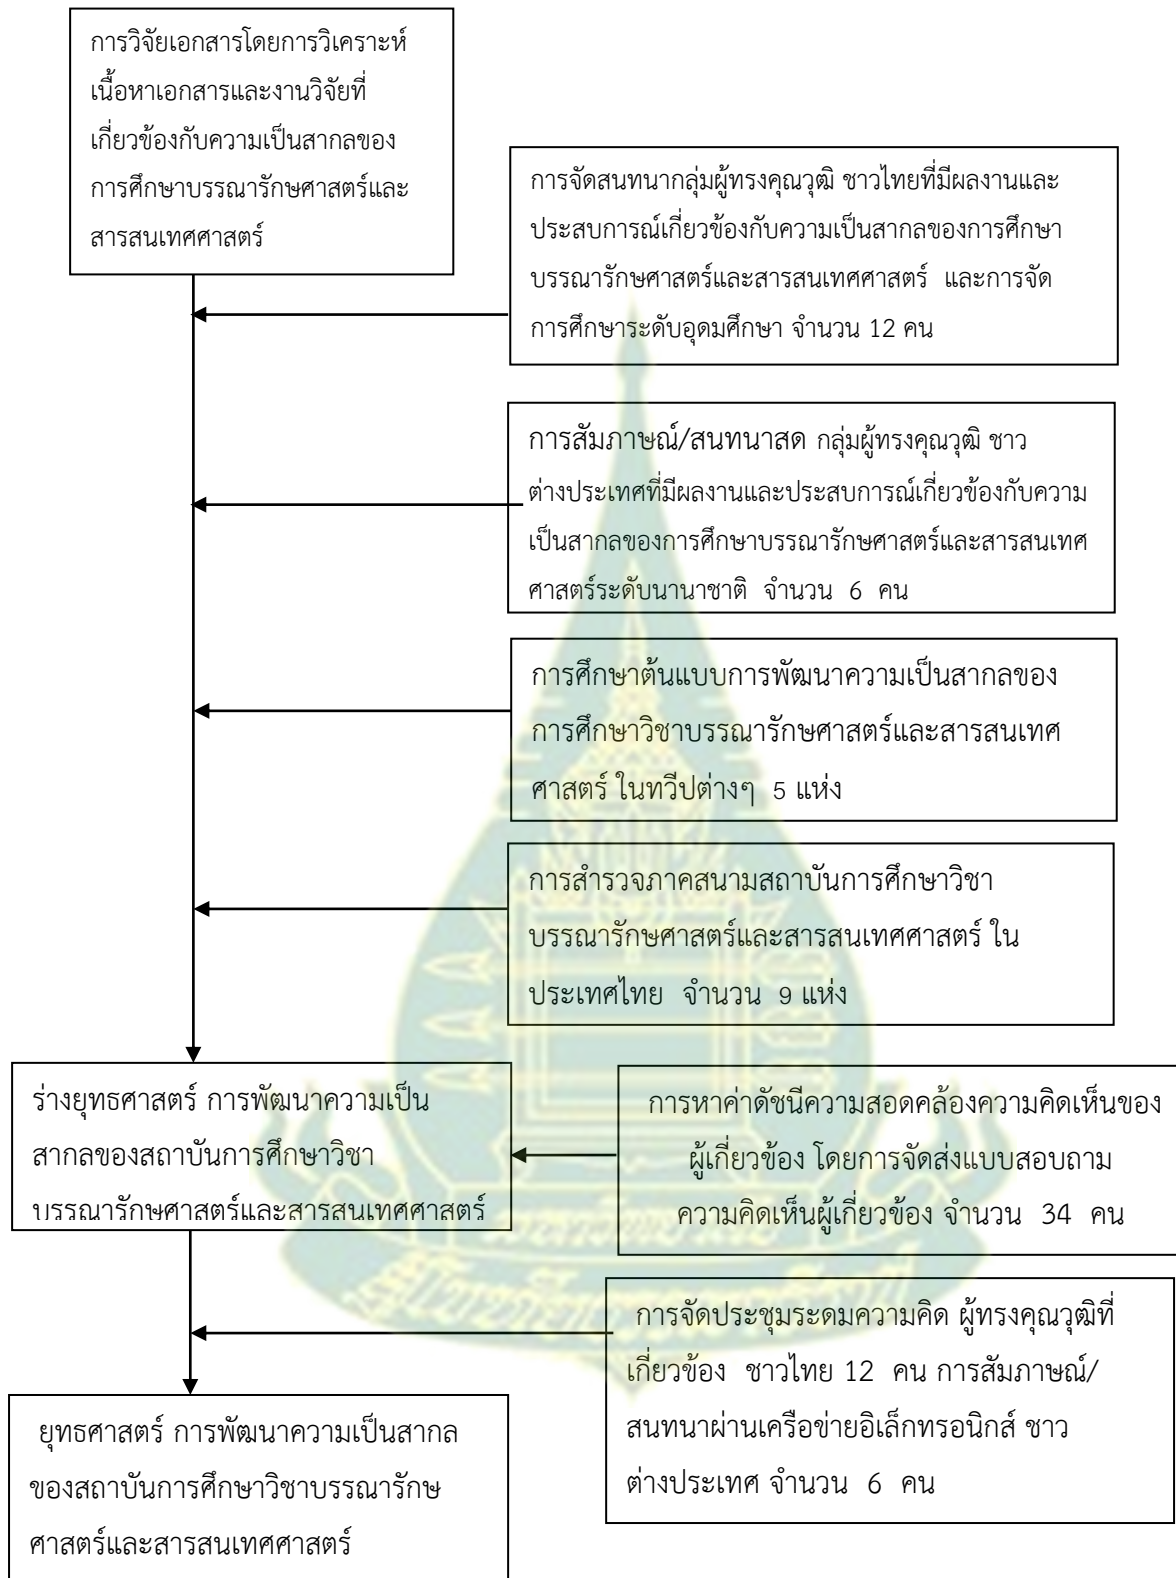 การวิจัยเอกสารโดยการวิเคราะห์
เนื้อหาเอกสารและงานวิจัยที่
เกี่ยวข้องกับความเป็นสากลของ
การศึกษาบรรณารักษศาสตร์และ
สารสนเทศศาสตร์
การจัดสนทนากลุ่มผู้ทรงคุณวุฒิ ชาวไทยที่มีผลงานและ
ประสบการณ์เกี่ยวข้องกับความเป็นสากลของการศึกษา
บรรณารักษศาสตร์และสารสนเทศศาสตร์ และการจัด
การศึกษาระดับอุดมศึกษา จำนวน 12 คน
การสัมภาษณ์/สนทนาสด กลุ่มผู้ทรงคุณวุฒิ ชาว
ต่างประเทศที่มีผลงานและประสบการณ์เกี่ยวข้องกับความ
เป็นสากลของการศึกษาบรรณารักษศาสตร์และสารสนเทศ
ศาสตร์ระดับนานาชาติ จำนวน 6 คน
การศึกษาต้นแบบการพัฒนาความเป็นสากลของ
การศึกษาวิชาบรรณารักษศาสตร์และสารสนเทศ
ศาสตร์ ในทวีปต่างๆ 5 แห่ง
การสำรวจภาคสนามสถาบันการศึกษาวิชา
บรรณารักษศาสตร์และสารสนเทศศาสตร์ ใน
ประเทศไทย จำนวน 9 แห่ง
ร่างยุทธศาสตร์ การพัฒนาความเป็น
สากลของสถาบันการศึกษาวิชา
บรรณารักษศาสตร์และสารสนเทศศาสตร์
การหาค่าดัชนีความสอดคล้องความคิดเห็นของ
ผู้เกี่ยวข้อง โดยการจัดส่งแบบสอบถาม
ความคิดเห็นผู้เกี่ยวข้อง จำนวน 34 คน
การจัดประชุมระดมความคิด ผู้ทรงคุณวุฒิที่
เกี่ยวข้อง ชาวไทย 12 คน การสัมภาษณ์/
สนทนาผ่านเครือข่ายอิเล็กทรอนิกส์ ชาว
ต่างประเทศ จำนวน 6 คน
ยุทธศาสตร์ การพัฒนาความเป็นสากล
ของสถาบันการศึกษาวิชาบรรณารักษ
ศาสตร์และสารสนเทศศาสตร์